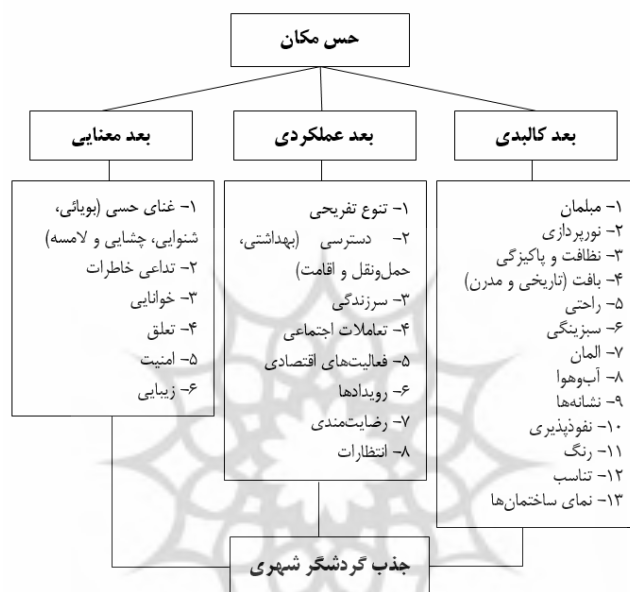 حس مکان
بعد کالبدی
۱- مبلمان
۲- نورپردازی
۳- نظافت و پاکیزگی
۴- بافت (تاریخی و مدرن)
۵- راحتی
۶- سبزینگی
۷- المان
۸- آب‌وهوا
۹- نشانه‌ها
۱۰- نفوذپذیری
۱۱- رنگ
۱۲- تناسب
۱۳- نمای ساختمان‌ها
بعد عملکردی
۱- تنوع تفریحی
۲- دسترسی (بهداشتی،
حمل‌ونقل و اقامت)
۳- سرزندگی
۴- تعاملات اجتماعی
۵- فعالیت‌های اقتصادی
۶- رویدادها
۷- رضایت‌مندی
۸- انتظارات
بعد معنایی
۱- غنای حسی (بویائی،
شنوایی، چشایی و لامسه)
۲- تداعی خاطرات
۳- خوانایی
۴- تعلق
۵- امنیت
۶- زیبایی
جذب گردشگر شهری